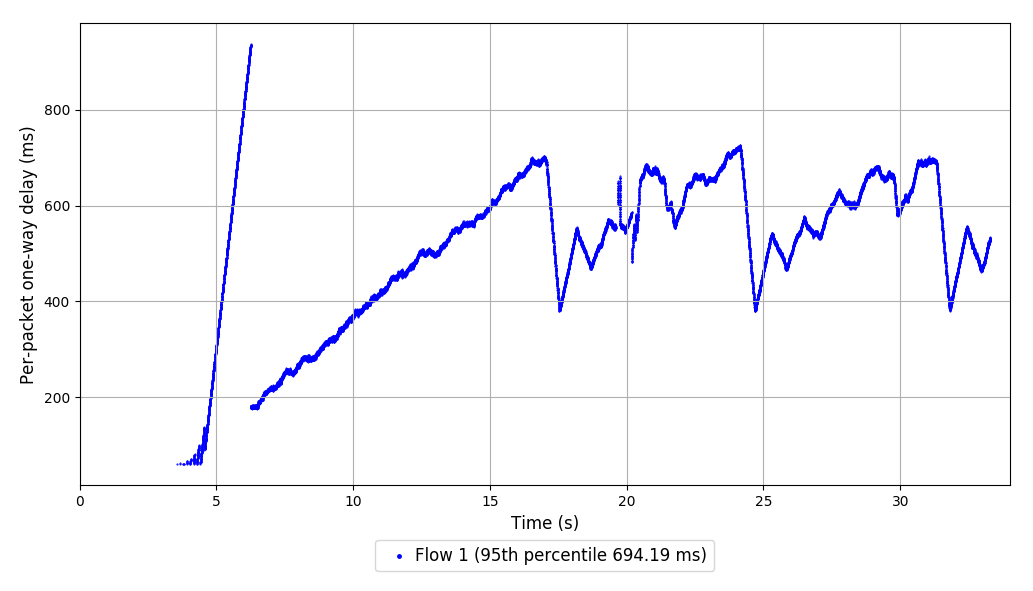 Per-packet one-way delay (ms)
800
600
400
200
0 5 10 15 20 25 30
Time (s)
Flow 1 (95th percentile 694.19 ms)